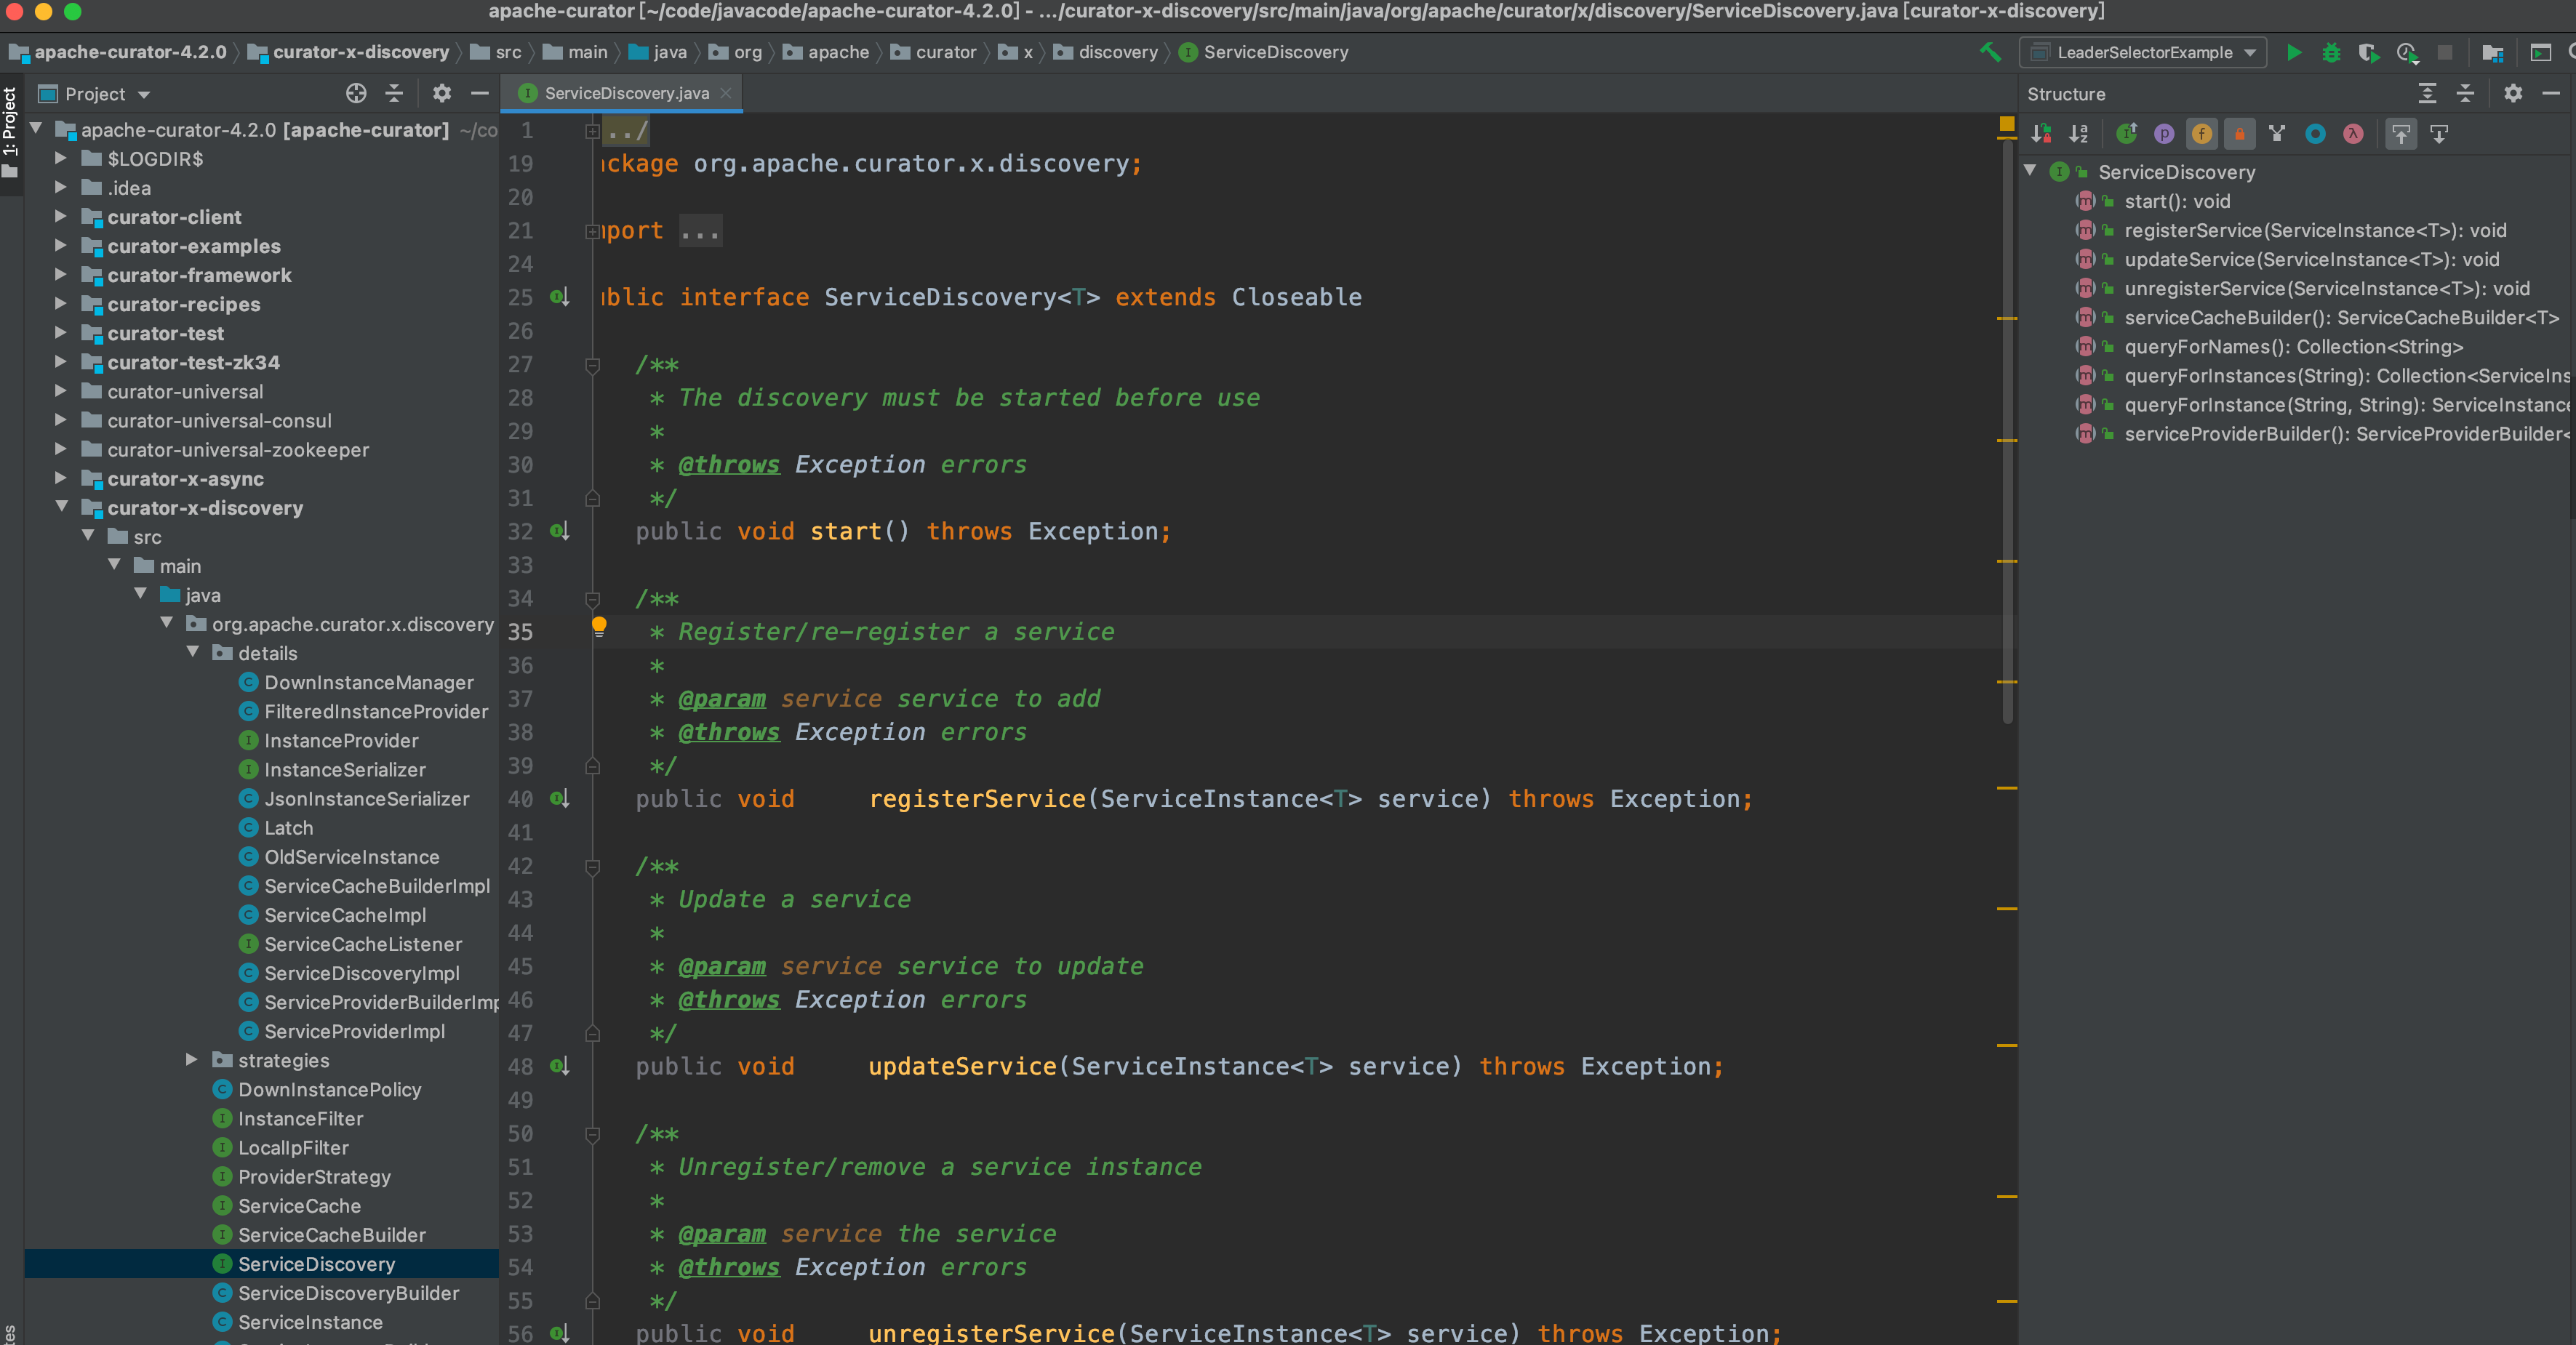 apache-curator [~/code/javacode/apache-curator-4.2.0] - .../curator-x-discovery/src/main/java/org/apache/curator/x/discovery/ServiceDiscovery.java [curator-x-discovery]
apache-curator-4.2.0 curator-x-discovery src main java org apache curator x discovery ServiceDiscovery LeaderSelectorExample
1: Project
Project
apache-curator-4.2.0 [apache-curator] ~/co
$LOGDIR$
.idea
curator-client
curator-examples
curator-framework
curator-recipes
curator-test
curator-test-zk34
curator-universal
curator-universal-consul
curator-universal-zookeeper
curator-x-async
curator-x-discovery
src
main
java
org.apache.curator.x.discovery
details
DownInstanceManager
FilteredInstanceProvider
InstanceProvider
InstanceSerializer
JsonInstanceSerializer
Latch
OldServiceInstance
ServiceCacheBuilderImpl
ServiceCacheImpl
ServiceCacheListener
ServiceDiscoveryImpl
ServiceProviderBuilderImp
ServiceProviderImpl
strategies
DownInstancePolicy
InstanceFilter
LocalIpFilter
ProviderStrategy
ServiceCache
ServiceCacheBuilder
ServiceDiscovery
ServiceDiscoveryBuilder
ServiceInstance
ServiceDiscovery.java
1 ../
19 ackage org.apache.curator.x.discovery;
20
21 mport ...
24
25 ublic interface ServiceDiscovery<T> extends Closeable
26
27 /**
28 * The discovery must be started before use
29 *
30 * @throws Exception errors
31 */
32 public void start() throws Exception;
33
34 /**
35 * Register/re-register a service
36 *
37 * @param service service to add
38 * @throws Exception errors
39 */
40 public void     registerService(ServiceInstance<T> service) throws Exception;
41
42 /**
43 * Update a service
44 *
45 * @param service service to update
46 * @throws Exception errors
47 */
48 public void     updateService(ServiceInstance<T> service) throws Exception;
49
50 /**
51 * Unregister/remove a service instance
52 *
53 * @param service the service
54 * @throws Exception errors
55 */
56 public void     unregisterService(ServiceInstance<T> service) throws Exception;
Structure
ServiceDiscovery
start(): void
registerService(ServiceInstance<T>): void
updateService(ServiceInstance<T>): void
unregisterService(ServiceInstance<T>): void
serviceCacheBuilder(): ServiceCacheBuilder<T>
queryForNames(): Collection<String>
queryForInstances(String): Collection<ServiceIns
queryForInstance(String, String): ServiceInstance
serviceProviderBuilder(): ServiceProviderBuilder<